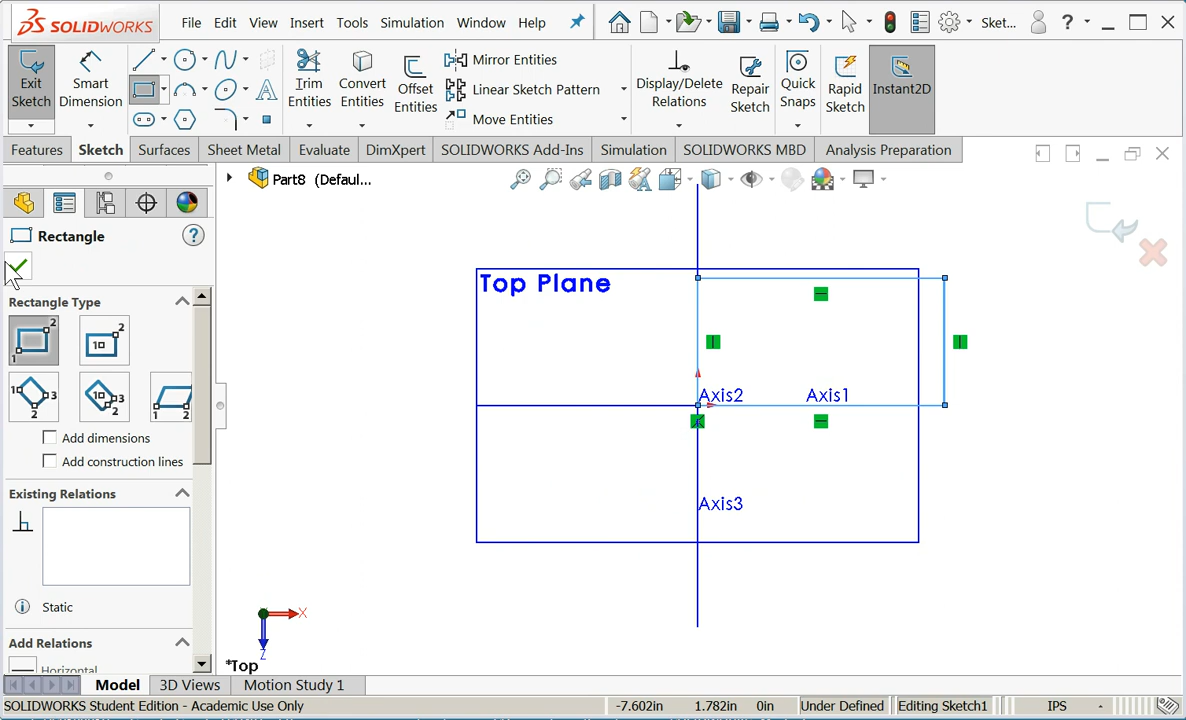 SOLIDWORKS File Edit View Insert Tools Simulation Window Help Sket... ?
Exit Sketch
Smart Dimension
Trim Entities
Convert Entities
Offset Entities
Mirror Entities
Linear Sketch Pattern
Move Entities
Display/Delete Relations
Repair Sketch
Quick Snaps
Rapid Sketch
Instant2D
Features Sketch Surfaces Sheet Metal Evaluate DimXpert SOLIDWORKS Add-Ins Simulation SOLIDWORKS MBD Analysis Preparation
Part8 (Defaul...
Rectangle ?
Rectangle Type
Add dimensions
Add construction lines
Existing Relations
Static
Add Relations
Horizontal
Top Plane
Axis2 Axis1
Axis3
X
Z
*Top
Model 3D Views Motion Study 1
SOLIDWORKS Student Edition - Academic Use Only -7.602in 1.782in 0in Under Defined Editing Sketch1 IPS